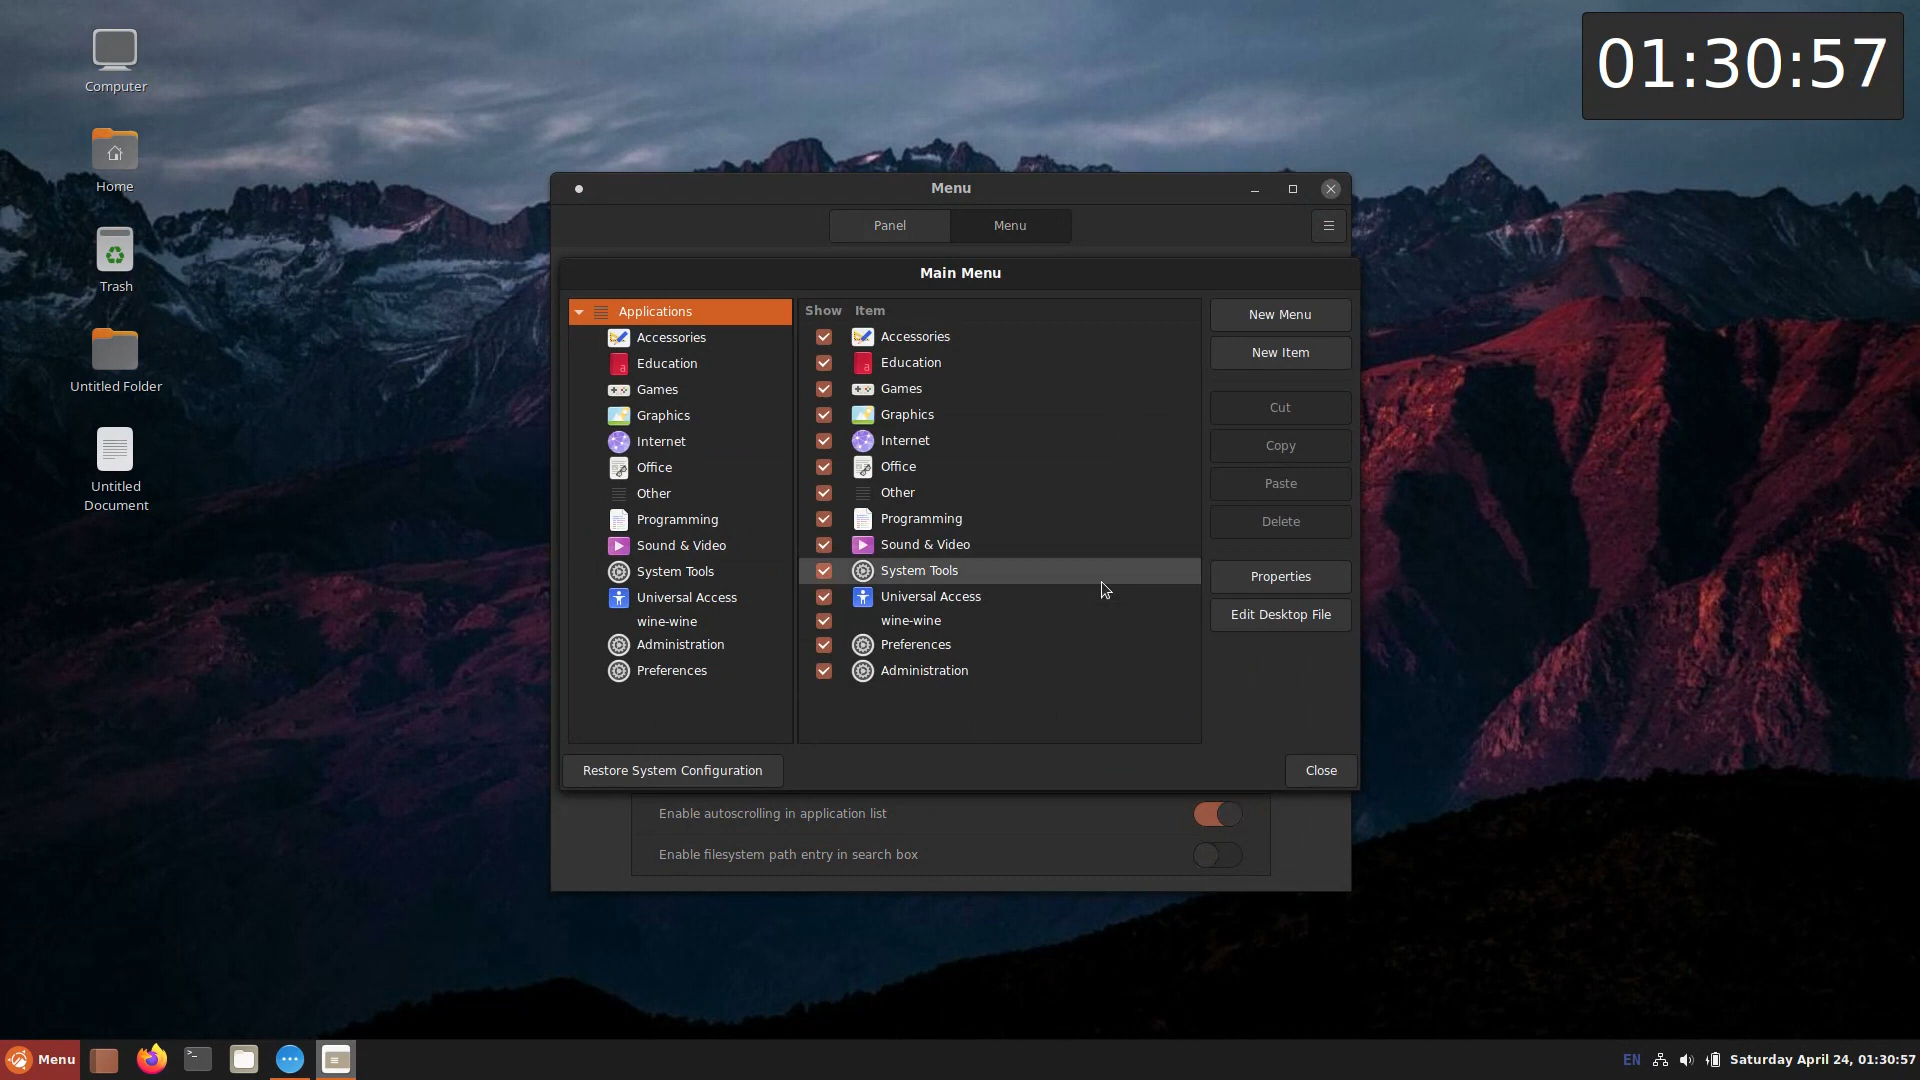 01:30:57
Computer
Home
Trash
Untitled Folder
Untitled
Document
Menu
Panel
Menu
Main Menu
Applications
Accessories
Education
Games
Graphics
Internet
Office
Other
Programming
Sound & Video
System Tools
Universal Access
wine-wine
Administration
Preferences
Show Item
Accessories
Education
Games
Graphics
Internet
Office
Other
Programming
Sound & Video
System Tools
Universal Access
wine-wine
Preferences
Administration
New Menu
New Item
Cut
Copy
Paste
Delete
Properties
Edit Desktop File
Restore System Configuration
Close
Enable autoscrolling in application list
Enable filesystem path entry in search box
Menu
EN
Saturday April 24, 01:30:57